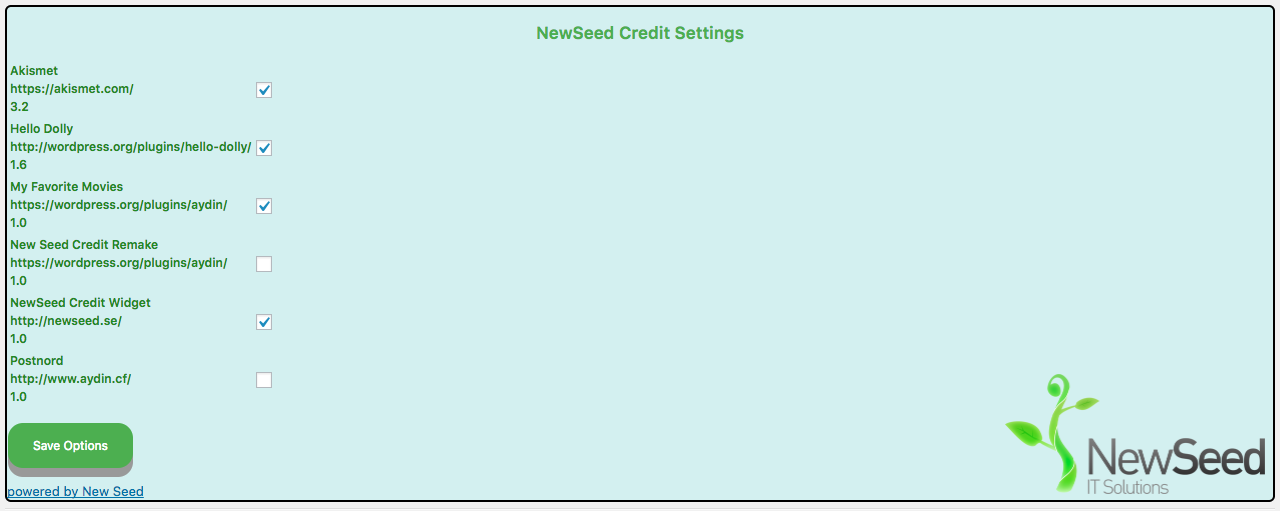 NewSeed Credit Settings
Akismet
https://akismet.com/
3.2
Hello Dolly
http://wordpress.org/plugins/hello-dolly/
1.6
My Favorite Movies
https://wordpress.org/plugins/aydin/
1.0
New Seed Credit Remake
https://wordpress.org/plugins/aydin/
1.0
NewSeed Credit Widget
http://newseed.se/
1.0
Postnord
http://www.aydin.cf/
1.0
Save Options
powered by New Seed
NewSeed
IT Solutions